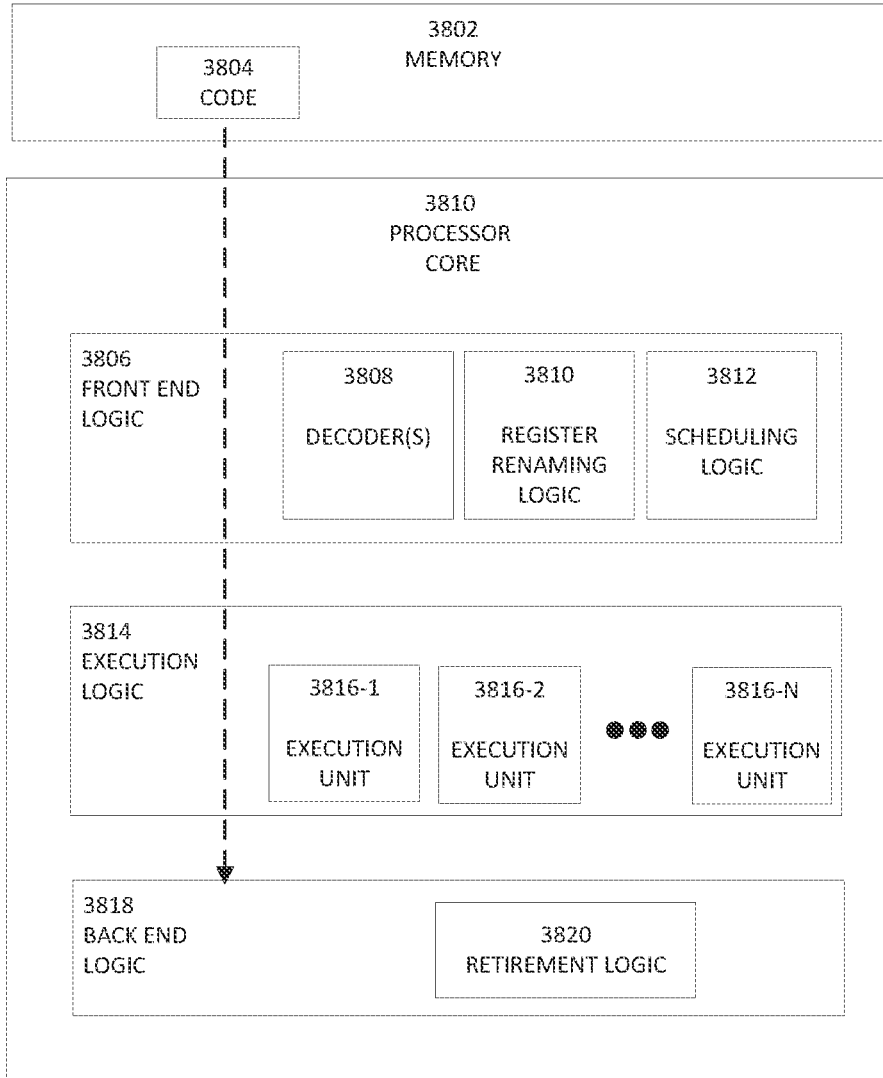 3802
MEMORY
3804
CODE
3810
PROCESSOR
CORE
3806
FRONT END
LOGIC
3808
DECODER(S)
3810
REGISTER
RENAMING
LOGIC
3812
SCHEDULING
LOGIC
3814
EXECUTION
LOGIC
3816-1
EXECUTION
UNIT
3816-2
EXECUTION
UNIT
3816-N
EXECUTION
UNIT
3818
BACK END
LOGIC
3820
RETIREMENT LOGIC